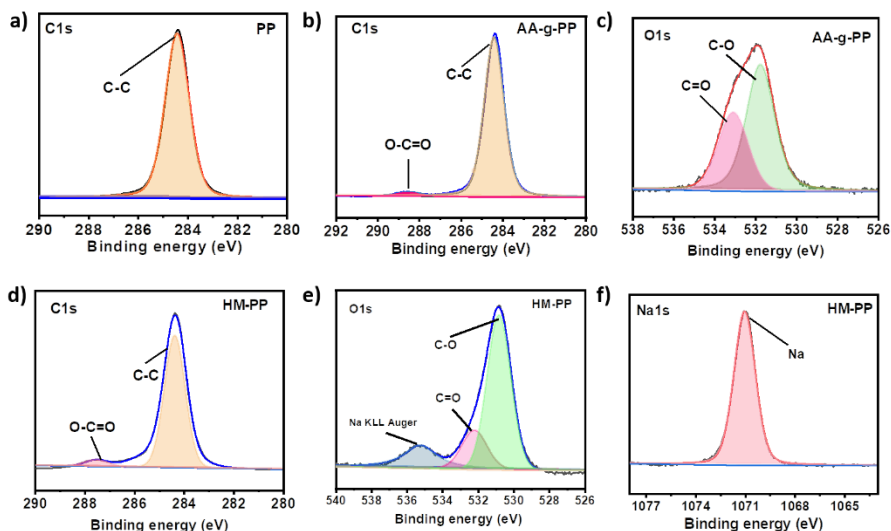 a)
C1s
PP
C-C
290 288 286 284 282 280
Binding energy (eV)
b)
C1s
AA-g-PP
C-C
O-C=O
292 290 288 286 284 282 280
Binding energy (eV)
c)
O1s
AA-g-PP
C-O
C=O
538 536 534 532 530 528 526
Binding energy (eV)
d)
C1s
HM-PP
C-C
O-C=O
290 288 286 284 282 280
Binding energy (eV)
e)
O1s
HM-PP
C-O
C=O
Na KLL Auger
540 538 536 534 532 530 528 526
Binding energy (eV)
f)
Na1s
HM-PP
Na
1077 1074 1071 1068 1065
Binding energy (eV)